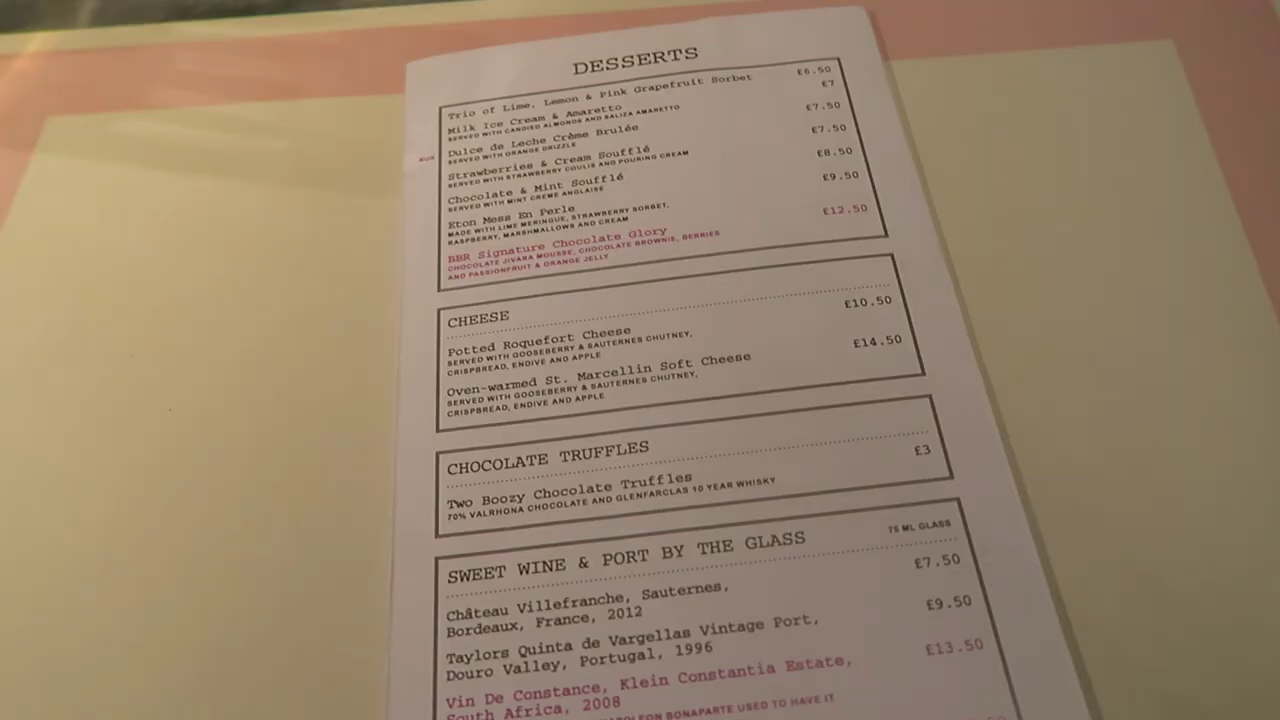 DESSERTS
Trio of Lime, Lemon & Pink Grapefruit Sorbet £6.50
Milk Ice Cream & Amaretto £7
SERVED WITH CANDIED ALMONDS AND SALIZA AMARETTO
Dulce de Leche Crème Brulée £7.50
SERVED WITH ORANGE DRIZZLE
Strawberries & Cream Soufflé £7.50
SERVED WITH STRAWBERRY COULIS AND POURING CREAM
Chocolate & Mint Soufflé £8.50
SERVED WITH MINT CREME ANGLAISE
Eton Mess En Perle £9.50
MADE WITH LIME MERINGUE, STRAWBERRY SORBET,
RASPBERRY, MARSHMALLOWS AND CREAM
BBR Signature Chocolate Glory £12.50
CHOCOLATE JIVARA MOUSSE, CHOCOLATE BROWNIE, BERRIES
AND PASSIONFRUIT & ORANGE JELLY
CHEESE
Potted Roquefort Cheese £10.50
SERVED WITH GOOSEBERRY & SAUTERNES CHUTNEY,
CRISPBREAD, ENDIVE AND APPLE
Oven-warmed St. Marcellin Soft Cheese £14.50
SERVED WITH GOOSEBERRY & SAUTERNES CHUTNEY,
CRISPBREAD, ENDIVE AND APPLE
CHOCOLATE TRUFFLES
Two Boozy Chocolate Truffles £3
70% VALRHONA CHOCOLATE AND GLENFARCLAS 10 YEAR WHISKY
SWEET WINE & PORT BY THE GLASS 75 ML GLASS
Château Villefranche, Sauternes, £7.50
Bordeaux, France, 2012
Taylors Quinta de Vargellas Vintage Port, £9.50
Douro Valley, Portugal, 1996
Vin De Constance, Klein Constantia Estate, £13.50
South Africa, 2008
NAPOLEON BONAPARTE USED TO HAVE IT